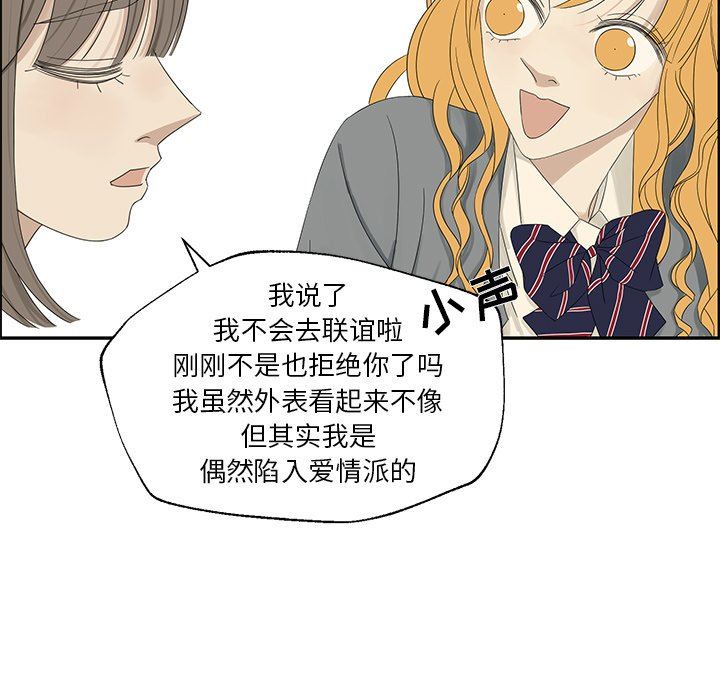 小声
我说了
我不会去联谊啦
刚刚不是也拒绝你了吗
我虽然外表看起来不像
但其实我是
偶然陷入爱情派的